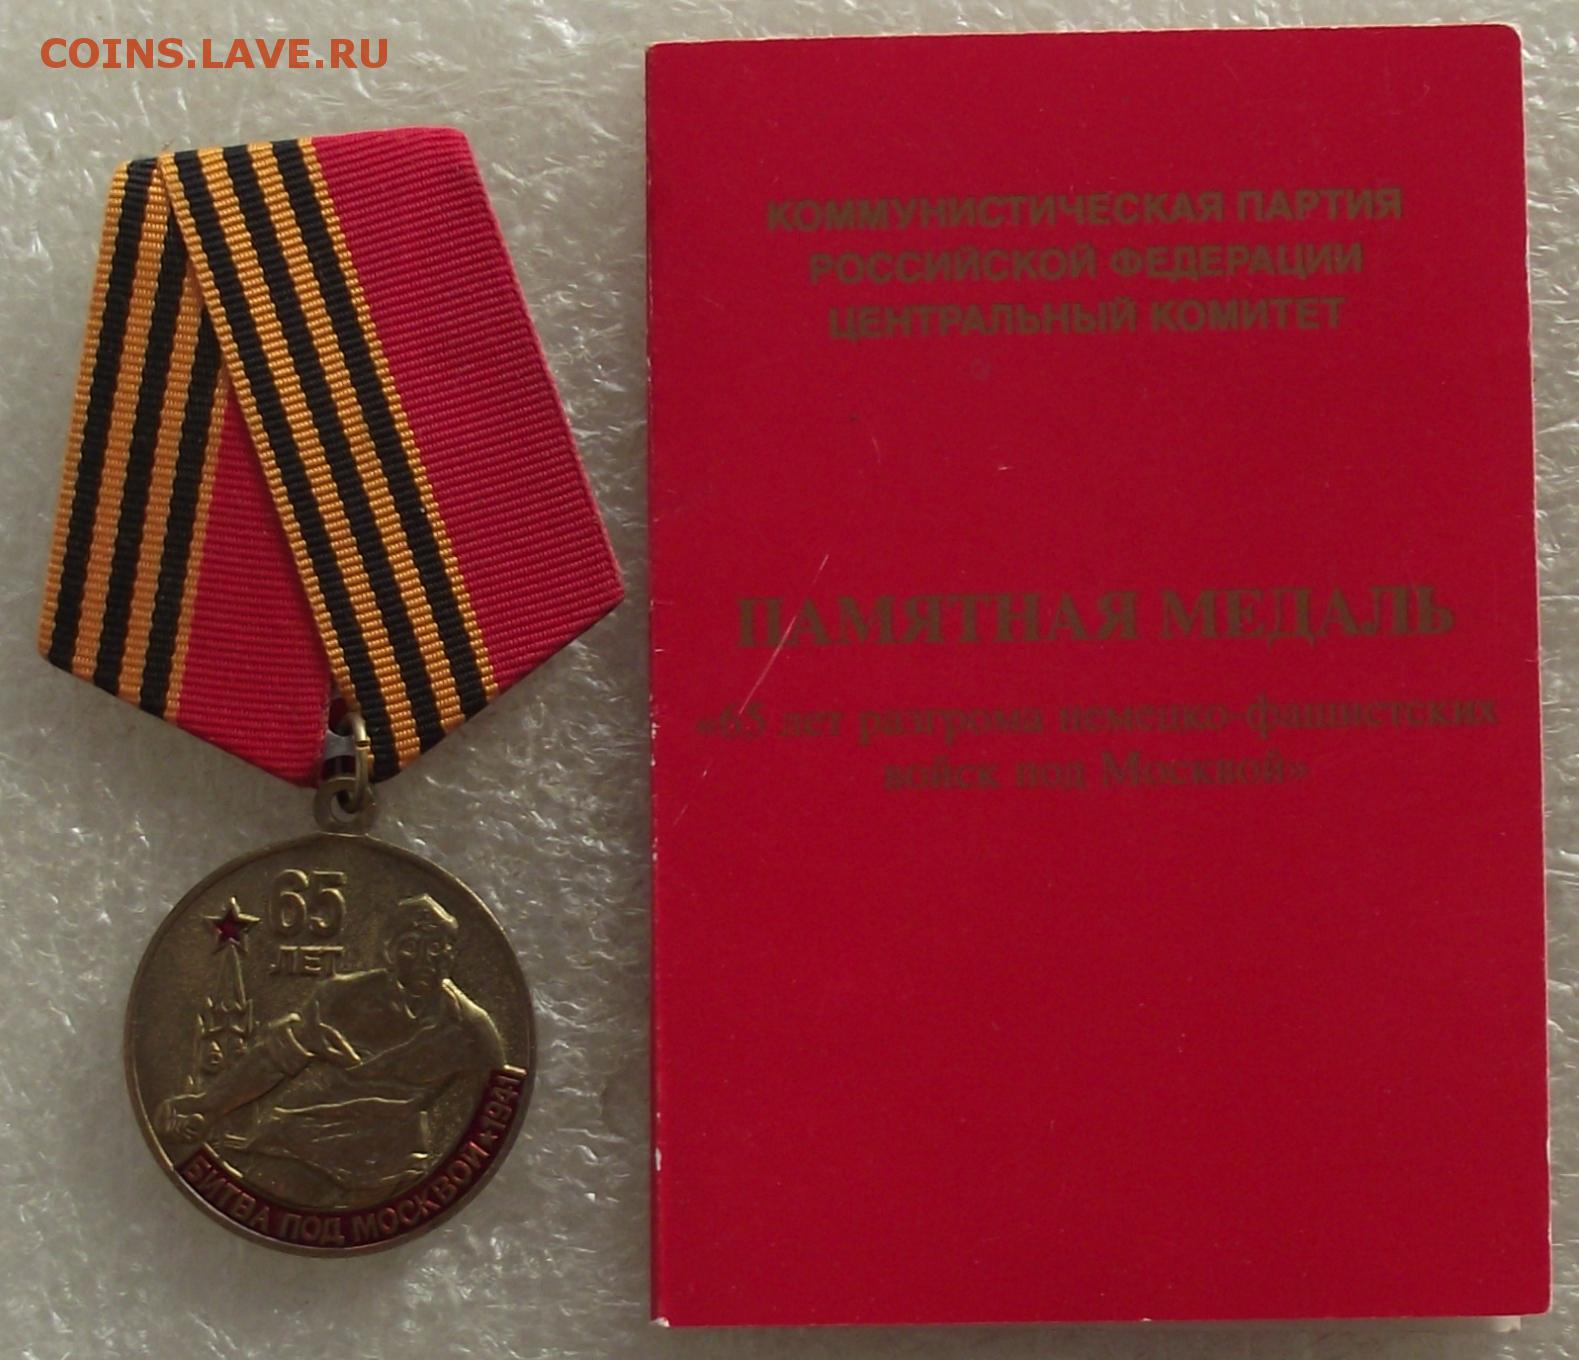 COINS.LAVE.RU
КОММУНИСТИЧЕСКАЯ ПАРТИЯ
РОССИЙСКОЙ ФЕДЕРАЦИИ
ЦЕНТРАЛЬНЫЙ КОМИТЕТ
ПАМЯТНАЯ МЕДАЛЬ
«65 лет разгрома немецко-фашистских
войск под Москвой»
65
ЛЕТ
БИТВА ПОД МОСКВОЙ★1941